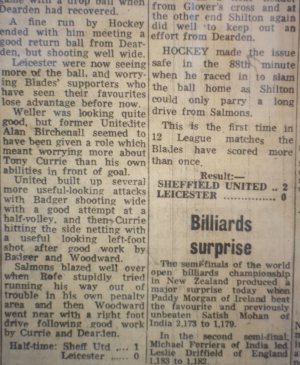 some with a drop ball when
Dearden had recovered.
A fine run by Hockey
ended with him meeting a
good return ball from Dear-
den, but shooting well wide.
Leicester were now seeing
more of the ball, and worry-
ing Blades' supporters who
have seen their favourites
lose advantage before now.
Weller was looking quite
good, but former Unitedite
Alan Birchenall seemed to
have been given a role which
meant worrying more about
Tony Currie than his own
abilities in front of goal.
United built up several
more useful-looking attacks
with Badger shooting wide
with a good attempt at a
half-volley, and then Currie
hitting the side netting with
a useful looking left-foot
shot after good work by
Badger and Woodward.
Salmons blazed well over
when Rofe stupidly tried
running his way out of
trouble in his own penalty
area and then Woodward
went near with a right foot
drive following good work
by Currie and Dearden.
Half-time: Sheff Utd .... 1
Leicester ...... 0
from Glover's cross and at
the other end Shilton again
did well to keep out an
effort from Dearden.
HOCKEY made the issue
safe in the 88th minute
when he raced in to slam
the ball home as Shilton
could only parry a long
drive from Salmons.
This is the first time in
12 League matches the
Blades have scored more
than once.
Result:—
SHEFFIELD UNITED .. 2
LEICESTER ............ 0
Billiards
surprise
The semi-finals of the world
open billiards championship
in New Zealand produced a
major surprise today when
Paddy Morgan of Ireland beat
the favourite and previously
unbeaten Satish Mohan of
India 2,173 to 1,179.
In the second semi-final,
Michael Ferriera of India led
Leslie Driffield of England
1,183 to 1,182.